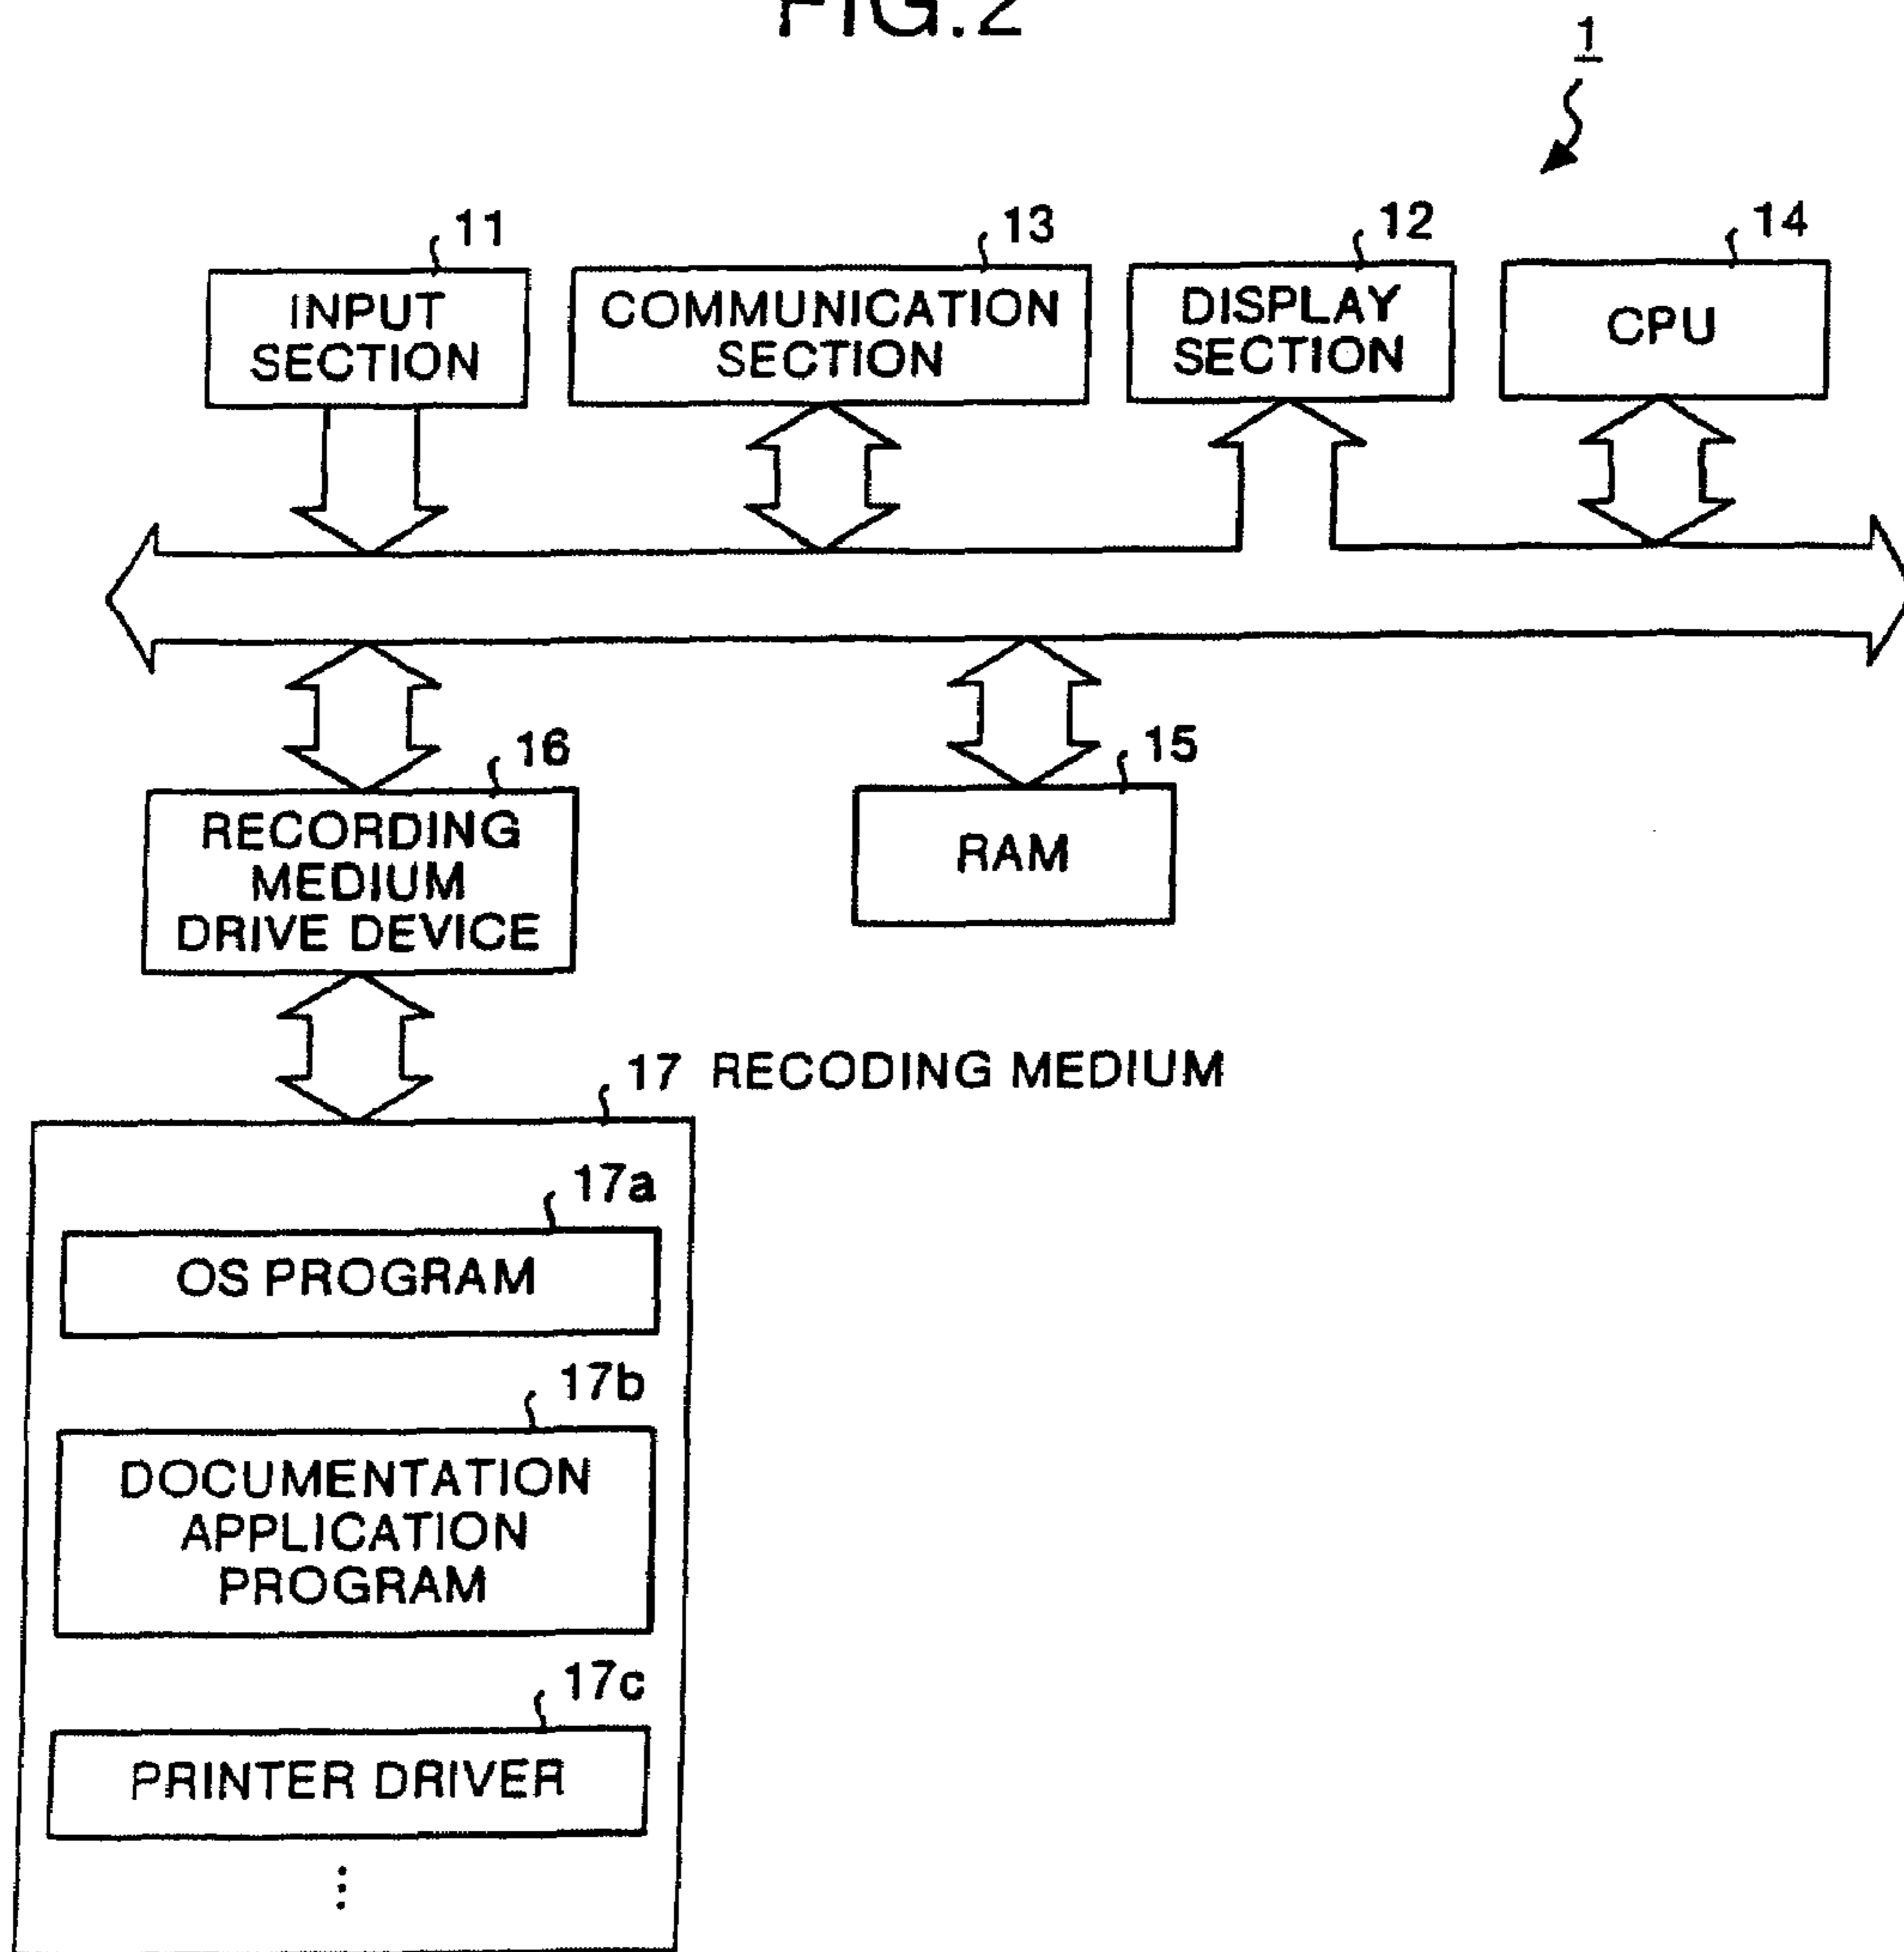 FIG.2
1
11
INPUT
SECTION
13
COMMUNICATION
SECTION
12
DISPLAY
SECTION
14
CPU
16
RECORDING
MEDIUM
DRIVE DEVICE
15
RAM
17 RECODING MEDIUM
17a
OS PROGRAM
17b
DOCUMENTATION
APPLICATION
PROGRAM
17c
PRINTER DRIVER